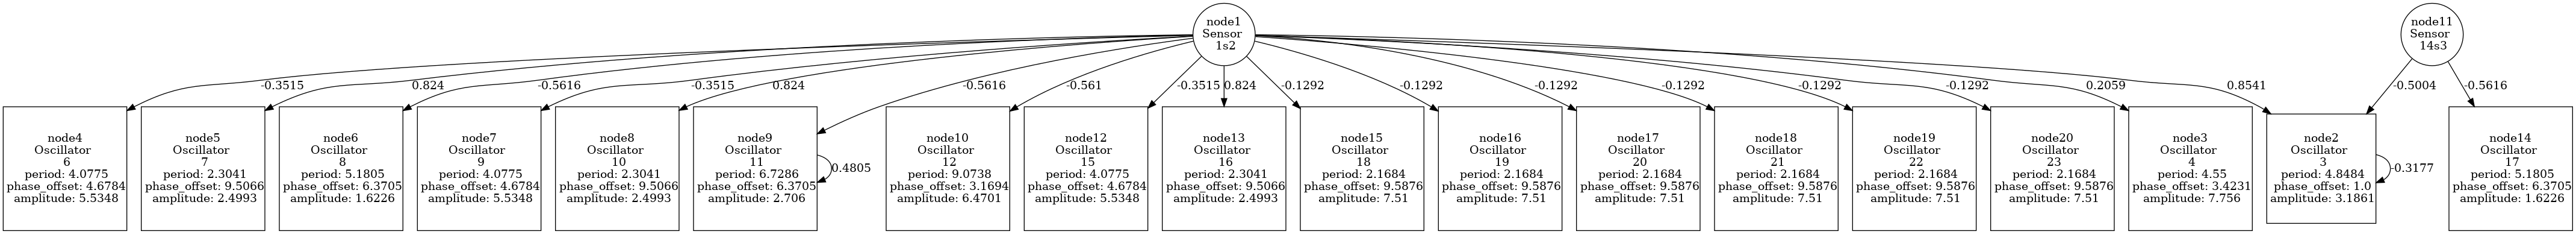 node1
Sensor
1s2
node11
Sensor
14s3
-0.3515
0.824
-0.5616
-0.3515
0.824
-0.5616
-0.561
-0.3515
0.824
-0.1292
-0.1292
-0.1292
-0.1292
-0.1292
-0.1292
0.2059
0.8541
-0.5004
-0.5616
node4
Oscillator
6
period: 4.0775
phase_offset: 4.6784
amplitude: 5.5348
node5
Oscillator
7
period: 2.3041
phase_offset: 9.5066
amplitude: 2.4993
node6
Oscillator
8
period: 5.1805
phase_offset: 6.3705
amplitude: 1.6226
node7
Oscillator
9
period: 4.0775
phase_offset: 4.6784
amplitude: 5.5348
node8
Oscillator
10
period: 2.3041
phase_offset: 9.5066
amplitude: 2.4993
node9
Oscillator
11
period: 6.7286
phase_offset: 6.3705
amplitude: 2.706
0.4805
node10
Oscillator
12
period: 9.0738
phase_offset: 3.1694
amplitude: 6.4701
node12
Oscillator
15
period: 4.0775
phase_offset: 4.6784
amplitude: 5.5348
node13
Oscillator
16
period: 2.3041
phase_offset: 9.5066
amplitude: 2.4993
node15
Oscillator
18
period: 2.1684
phase_offset: 9.5876
amplitude: 7.51
node16
Oscillator
19
period: 2.1684
phase_offset: 9.5876
amplitude: 7.51
node17
Oscillator
20
period: 2.1684
phase_offset: 9.5876
amplitude: 7.51
node18
Oscillator
21
period: 2.1684
phase_offset: 9.5876
amplitude: 7.51
node19
Oscillator
22
period: 2.1684
phase_offset: 9.5876
amplitude: 7.51
node20
Oscillator
23
period: 2.1684
phase_offset: 9.5876
amplitude: 7.51
node3
Oscillator
4
period: 4.55
phase_offset: 3.4231
amplitude: 7.756
node2
Oscillator
3
period: 4.8484
phase_offset: 1.0
amplitude: 3.1861
-0.3177
node14
Oscillator
17
period: 5.1805
phase_offset: 6.3705
amplitude: 1.6226